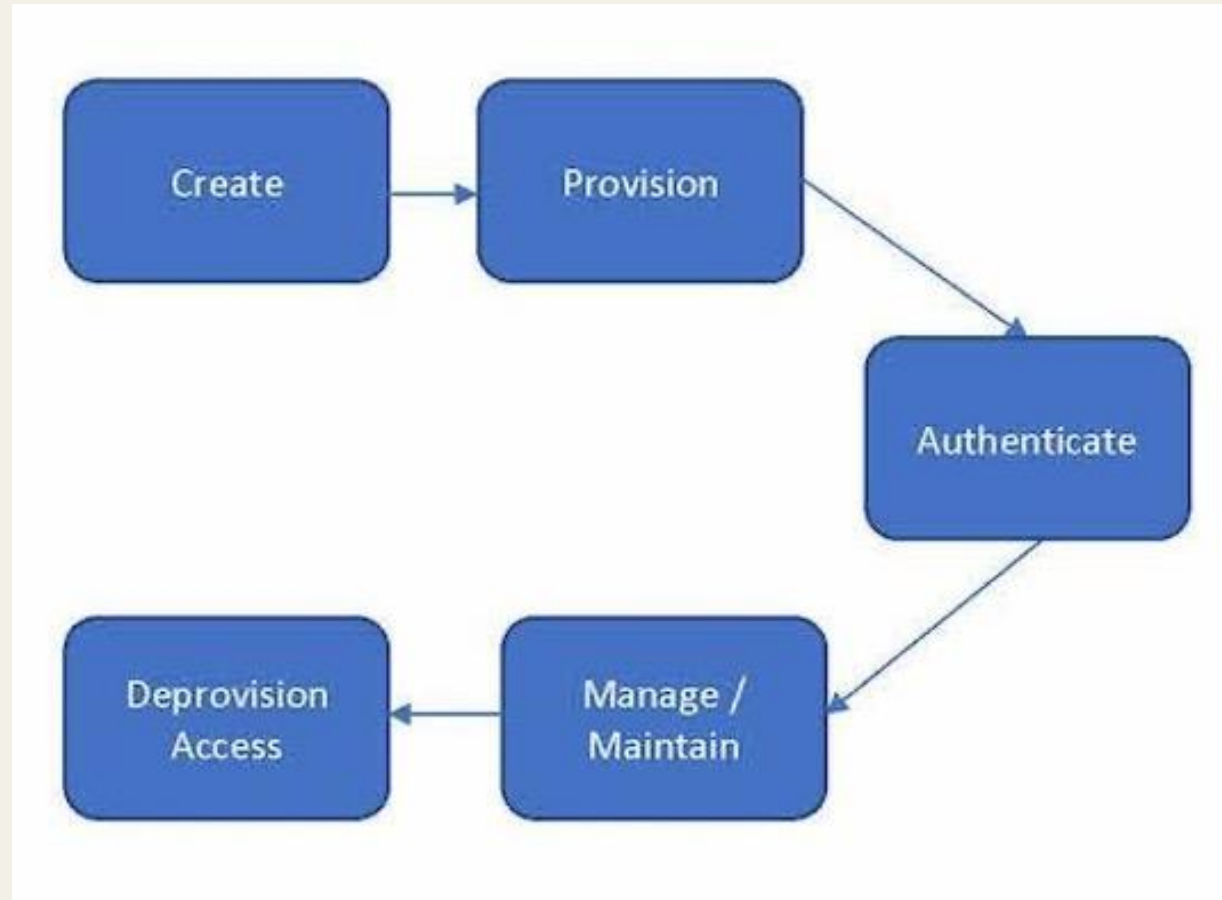 Create
Provision
Authenticate
Manage /
Maintain
Deprovision
Access